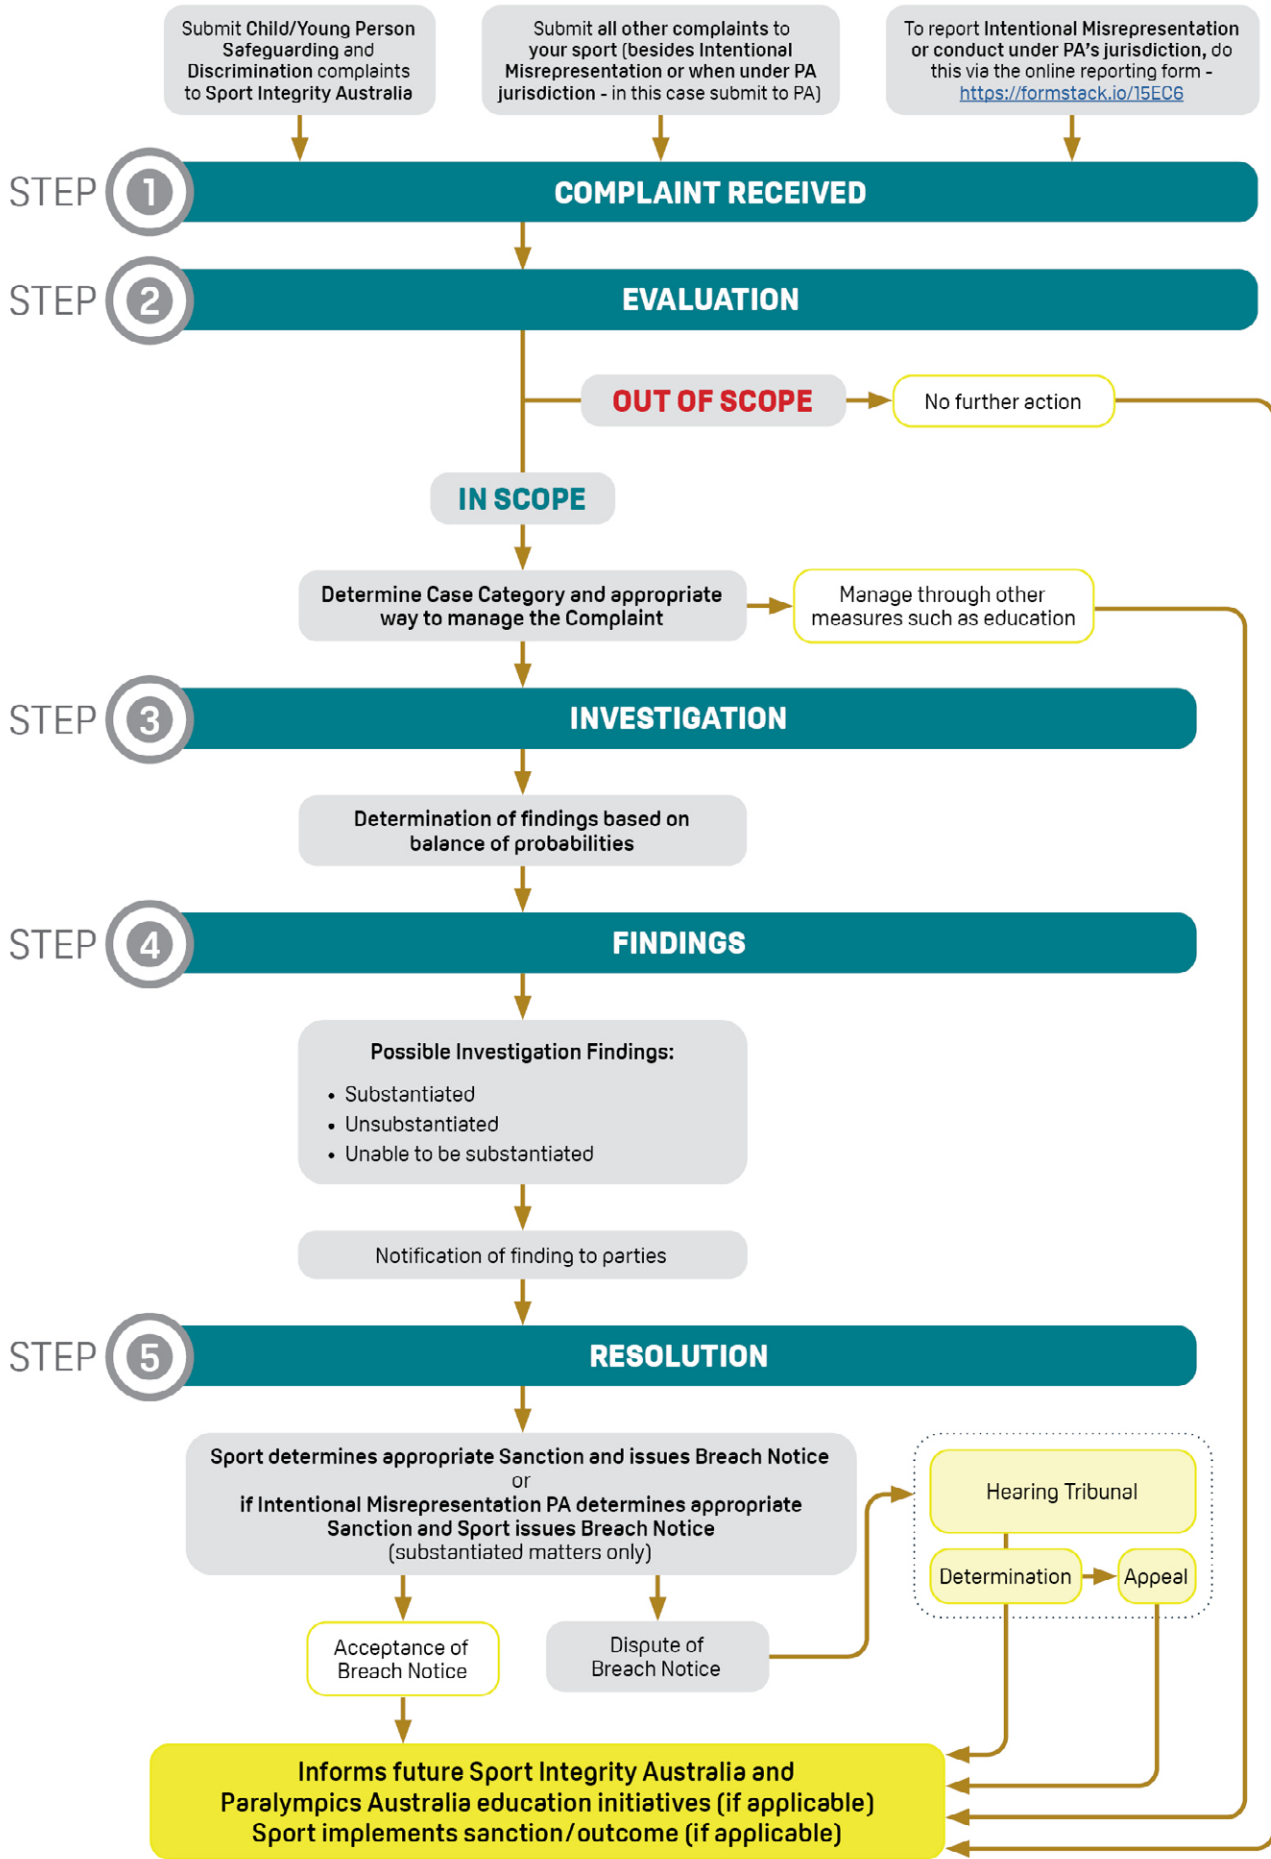 Submit Child/Young Person
Safeguarding and
Discrimination complaints
to Sport Integrity Australia
Submit all other complaints to
your sport (besides Intentional
Misrepresentation or when under PA
jurisdiction - in this case submit to PA)
To report Intentional Misrepresentation
or conduct under PA's jurisdiction, do
this via the online reporting form -
https://formstack.io/15EC6
STEP 1
COMPLAINT RECEIVED
STEP 2
EVALUATION
OUT OF SCOPE
No further action
IN SCOPE
Determine Case Category and appropriate
way to manage the Complaint
Manage through other
measures such as education
STEP 3
INVESTIGATION
Determination of findings based on
balance of probabilities
STEP 4
FINDINGS
Possible Investigation Findings:
• Substantiated
• Unsubstantiated
• Unable to be substantiated
Notification of finding to parties
STEP 5
RESOLUTION
Sport determines appropriate Sanction and issues Breach Notice
or
if Intentional Misrepresentation PA determines appropriate
Sanction and Sport issues Breach Notice
(substantiated matters only)
Hearing Tribunal
Determination
Appeal
Acceptance of
Breach Notice
Dispute of
Breach Notice
Informs future Sport Integrity Australia and
Paralympics Australia education initiatives (if applicable)
Sport implements sanction/outcome (if applicable)